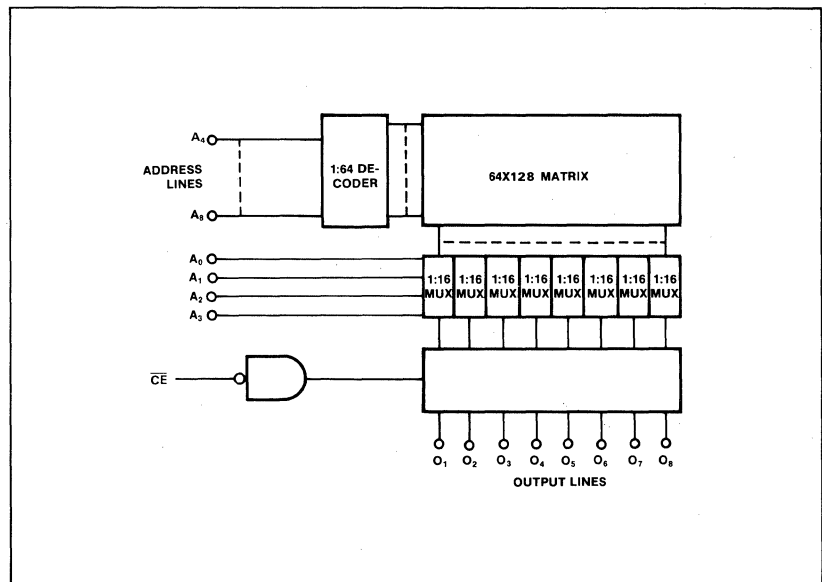 A₄
ADDRESS
LINES
A₈
1:64 DE-
CODER
64X128 MATRIX
A₀
A₁
A₂
A₃
1:16 MUX
1:16 MUX
1:16 MUX
1:16 MUX
1:16 MUX
1:16 MUX
1:16 MUX
1:16 MUX
C̅E̅
O₁ O₂ O₃ O₄ O₅ O₆ O₇ O₈
OUTPUT LINES